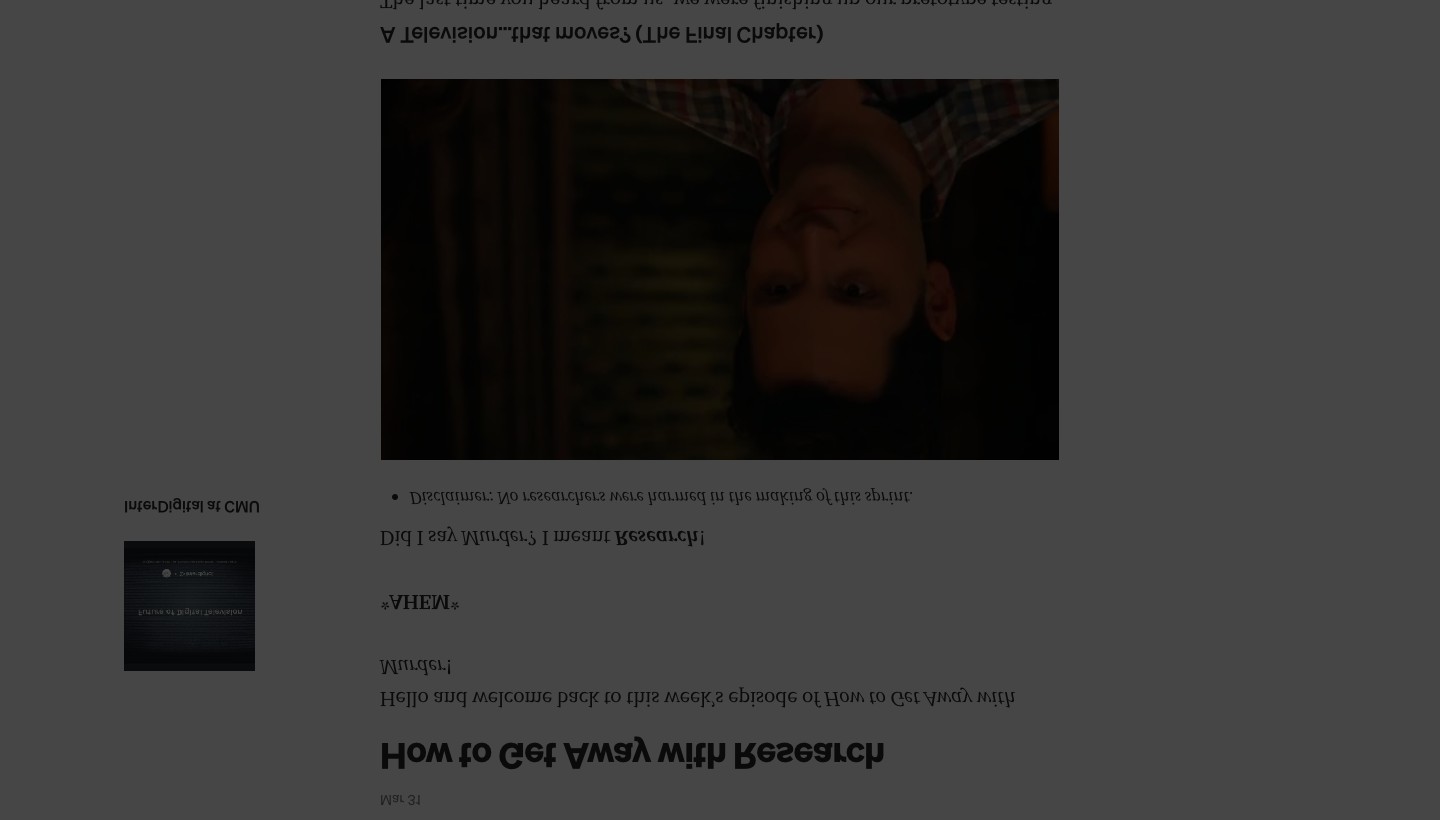 Mar 31
How to Get Away with Research
Hello and welcome back to this week's episode of How to Get Away with
Murder!
*AHEM*
Did I say Murder? I meant Research!
• Disclaimer: No researchers were harmed in the making of this sprint.
A Television...that moves? (The Final Chapter)
The last time you heard from us, we were finishing up our prototype testing
Future of Digital Television
InterDigital at CMU